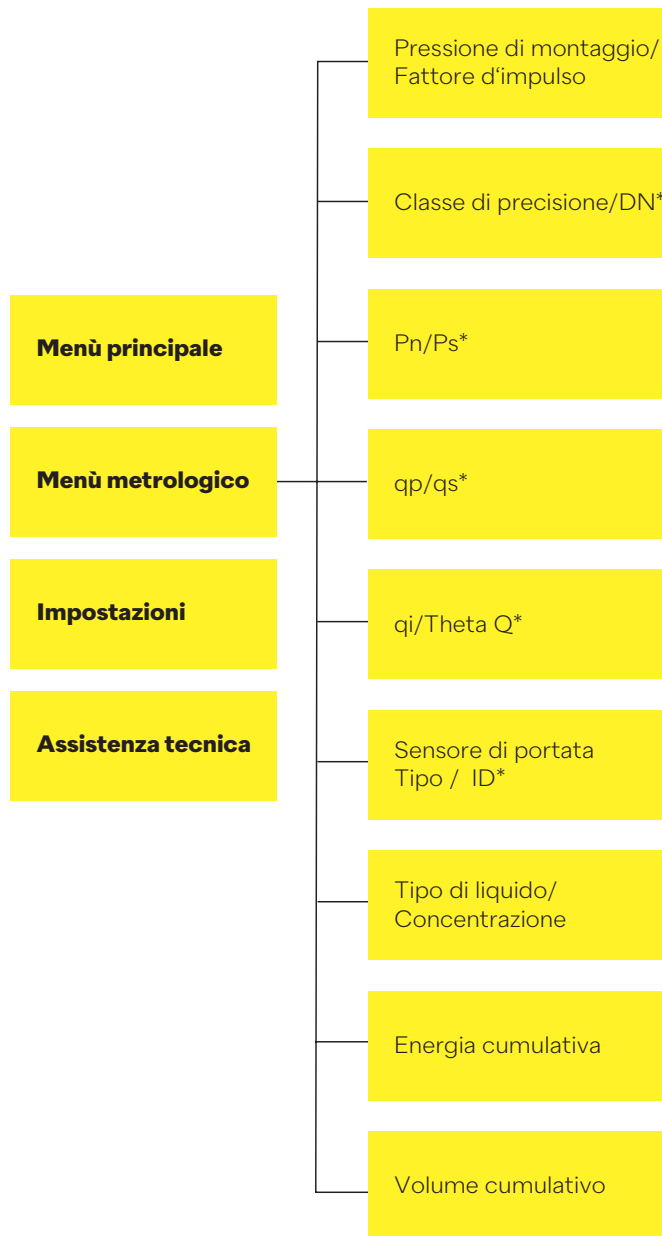 Pressione di montaggio/
Fattore d‘impulso
Classe di precisione/DN*
Menù principale
Pn/Ps*
Menù metrologico
qp/qs*
Impostazioni
qi/Theta Q*
Assistenza tecnica
Sensore di portata
Tipo / ID*
Tipo di liquido/
Concentrazione
Energia cumulativa
Volume cumulativo